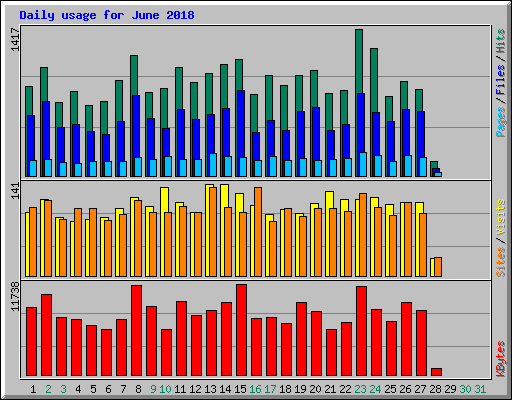 Daily usage for June 2018
1417
Pages / Files / Hits
141
Sites / Visits
11738
KBytes
1 2 3 4 5 6 7 8 9 10 11 12 13 14 15 16 17 18 19 20 21 22 23 24 25 26 27 28 29 30 31